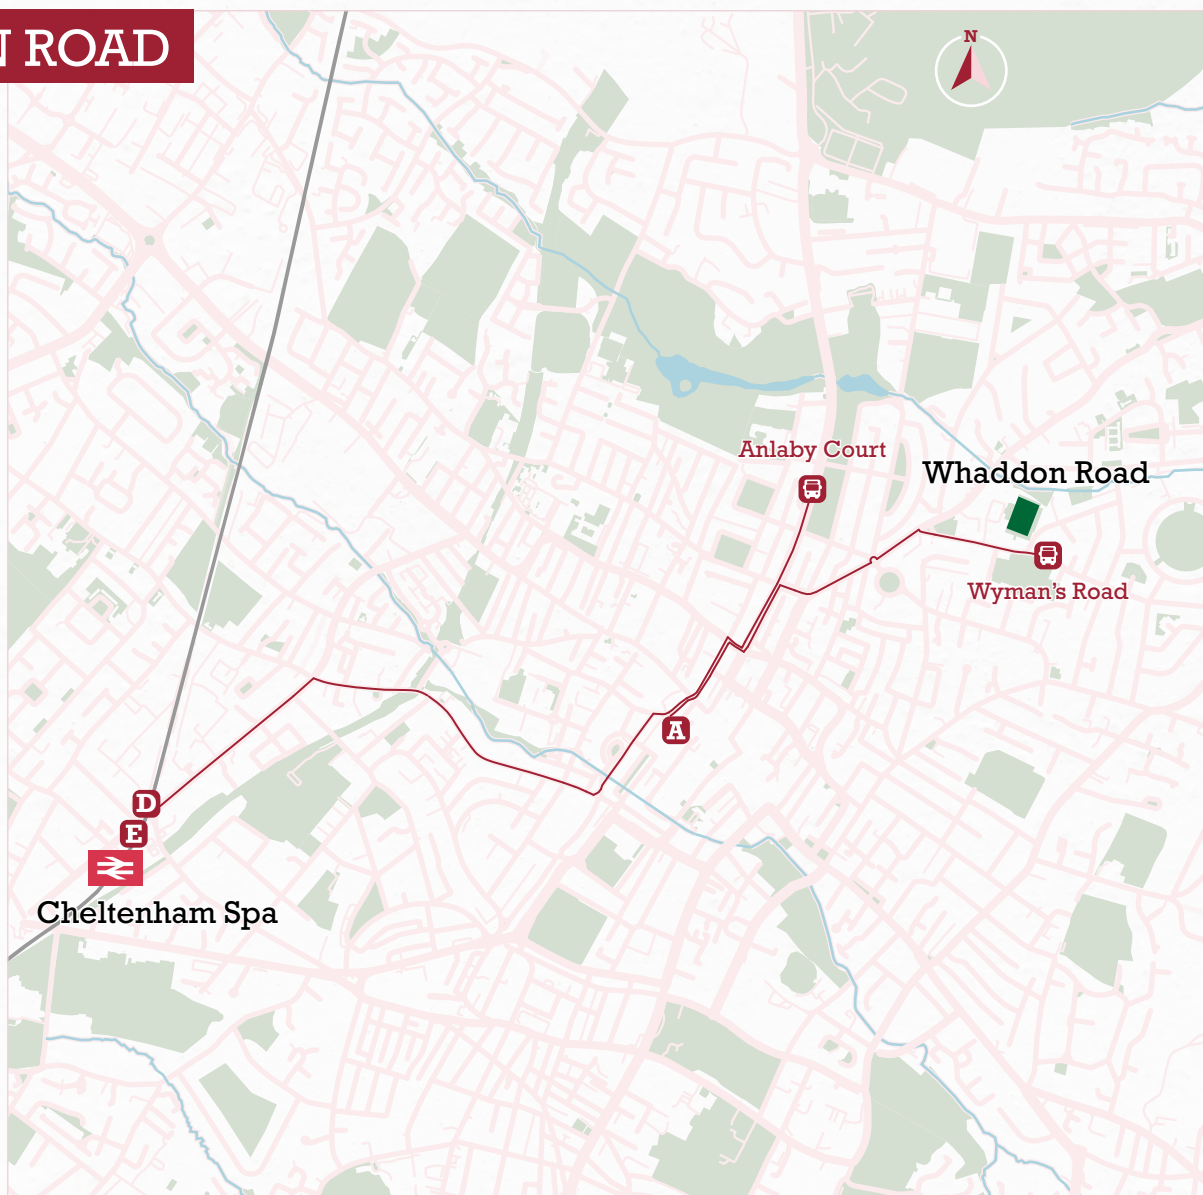 N ROAD
N
Anlaby Court
Whaddon Road
Wyman's Road
A
D
E
Cheltenham Spa